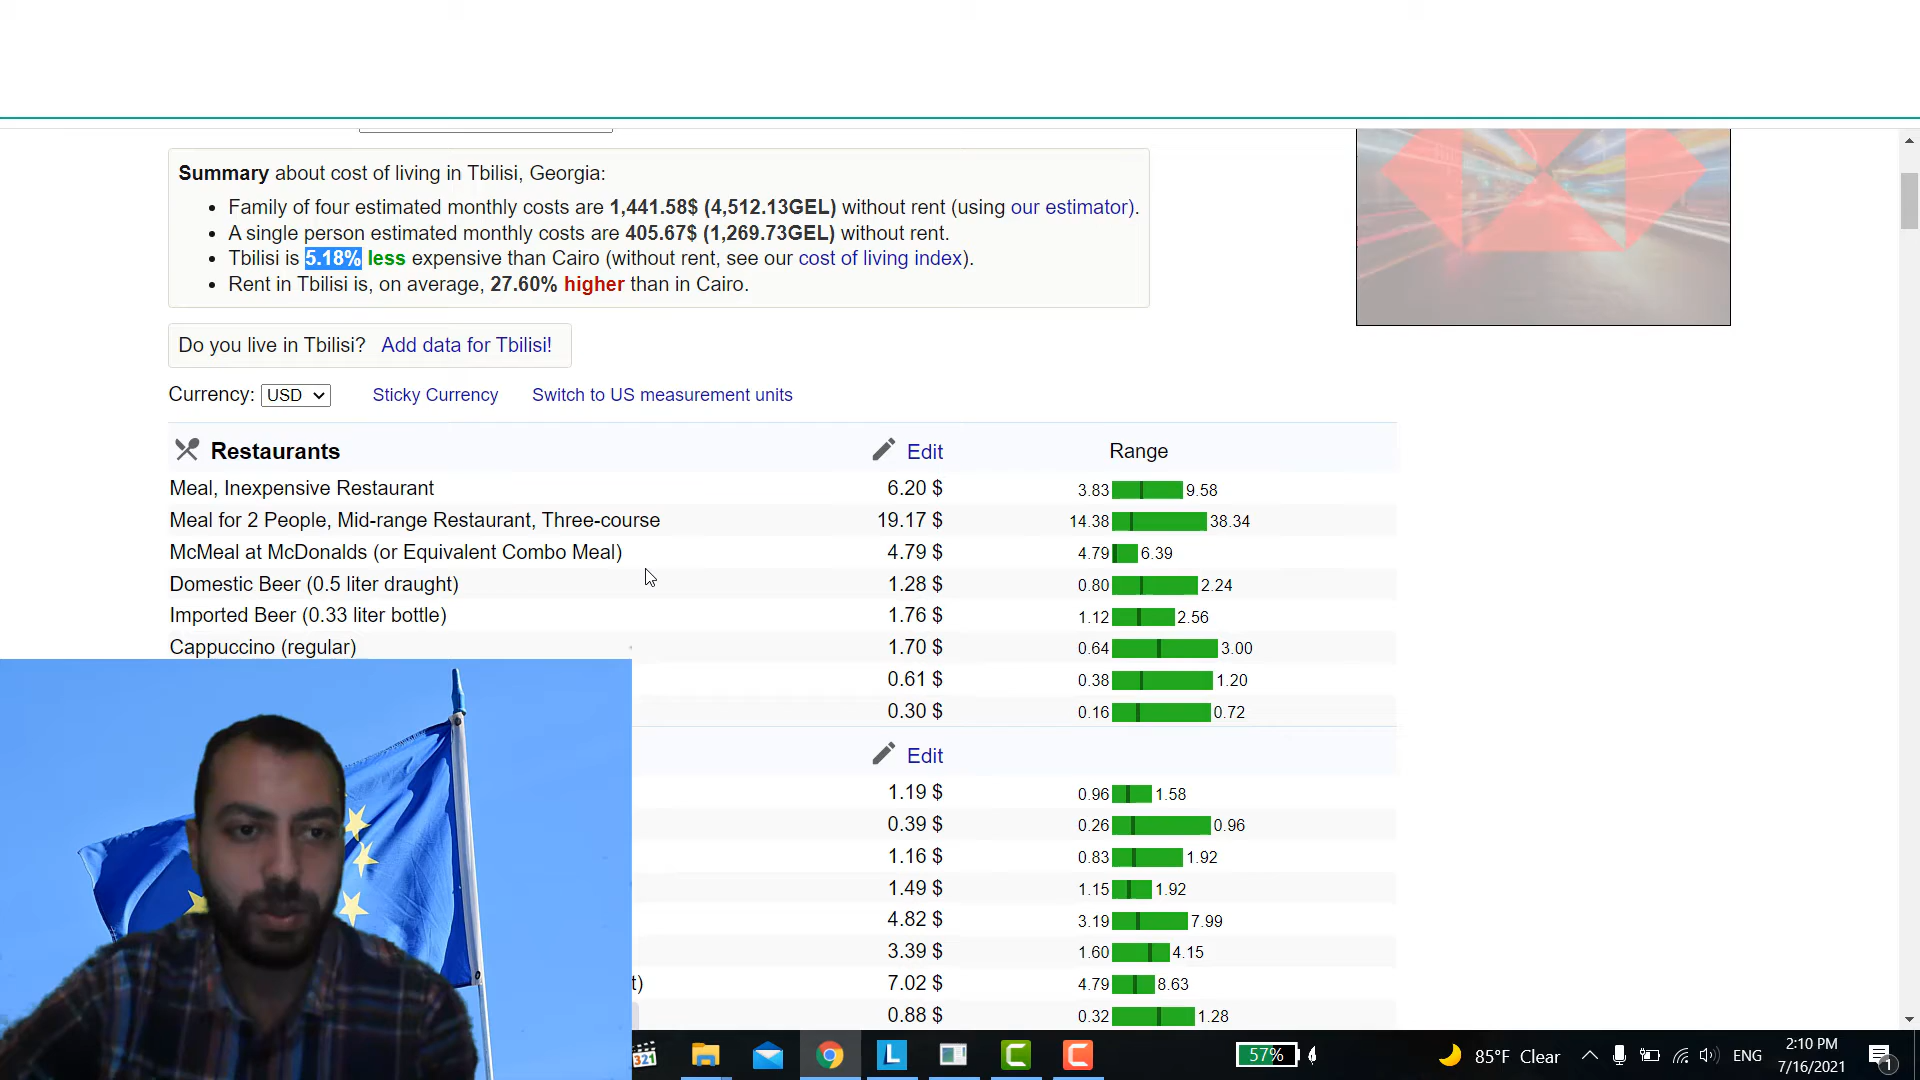 Summary about cost of living in Tbilisi, Georgia:
• Family of four estimated monthly costs are 1,441.58$ (4,512.13GEL) without rent (using our estimator).
• A single person estimated monthly costs are 405.67$ (1,269.73GEL) without rent.
• Tbilisi is 5.18% less expensive than Cairo (without rent, see our cost of living index).
• Rent in Tbilisi is, on average, 27.60% higher than in Cairo.
Do you live in Tbilisi? Add data for Tbilisi!
Currency: USD Sticky Currency Switch to US measurement units
Restaurants Edit Range
Meal, Inexpensive Restaurant 6.20 $ 3.83 9.58
Meal for 2 People, Mid-range Restaurant, Three-course 19.17 $ 14.38 38.34
McMeal at McDonalds (or Equivalent Combo Meal) 4.79 $ 4.79 6.39
Domestic Beer (0.5 liter draught) 1.28 $ 0.80 2.24
Imported Beer (0.33 liter bottle) 1.76 $ 1.12 2.56
Cappuccino (regular) 1.70 $ 0.64 3.00
0.61 $ 0.38 1.20
0.30 $ 0.16 0.72
Edit
1.19 $ 0.96 1.58
0.39 $ 0.26 0.96
1.16 $ 0.83 1.92
1.49 $ 1.15 1.92
4.82 $ 3.19 7.99
3.39 $ 1.60 4.15
t) 7.02 $ 4.79 8.63
0.88 $ 0.32 1.28
321 L C C 57% 85°F Clear ENG 2:10 PM
7/16/2021 1